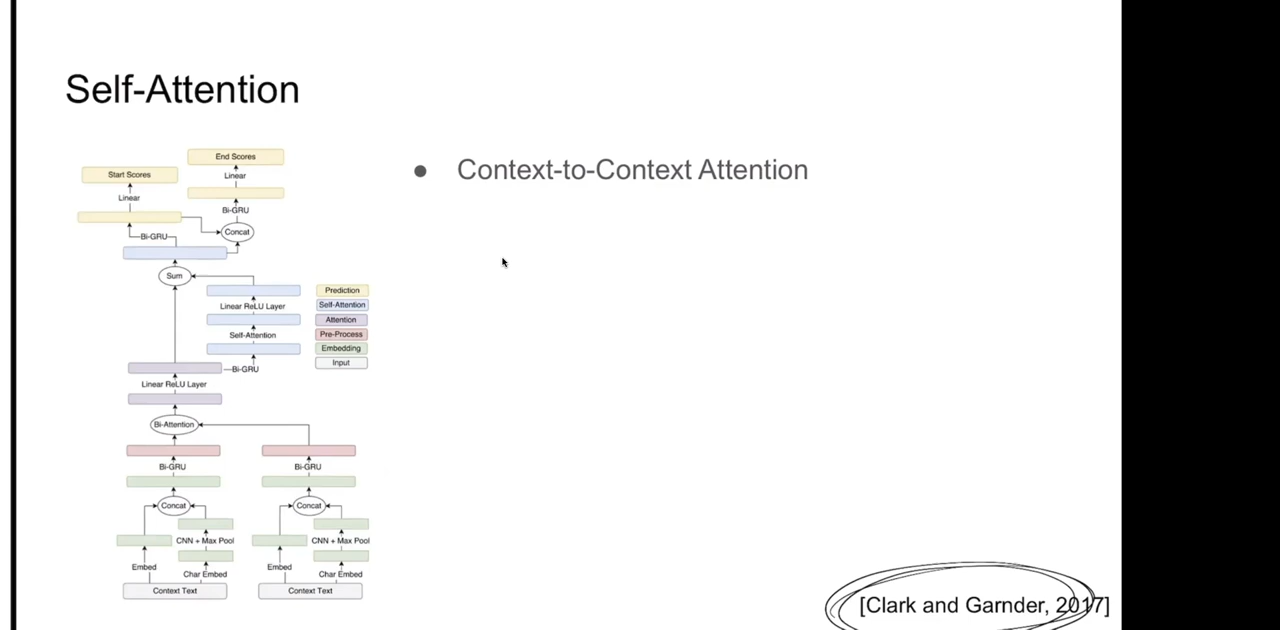 Self-Attention
End Scores
Start Scores
Linear
Linear
Bi-GRU
Concat
Bi-GRU
Sum
Linear ReLU Layer
Self-Attention
Bi-GRU
Linear ReLU Layer
Bi-Attention
Bi-GRU
Bi-GRU
Concat
Concat
CNN + Max Pool
CNN + Max Pool
Embed
Char Embed
Embed
Char Embed
Context Text
Context Text
Prediction
Self-Attention
Attention
Pre-Process
Embedding
Input
● Context-to-Context Attention
[Clark and Garnder, 2017]